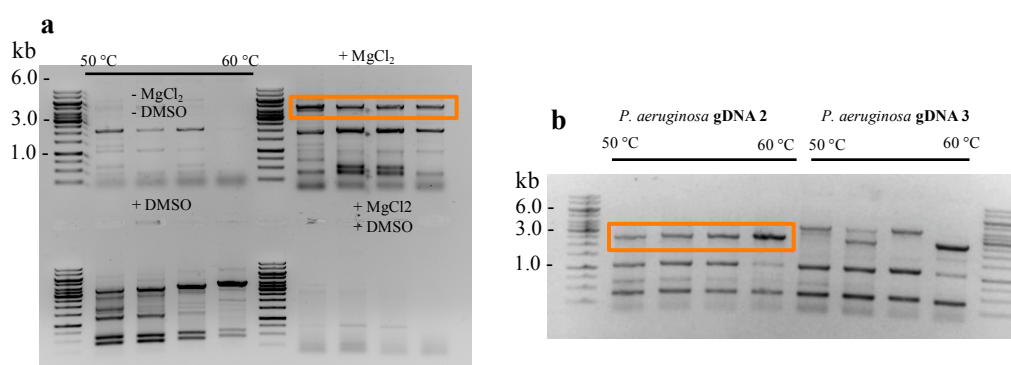 a
kb
50 °C
60 °C
+ MgCl₂
6.0 -
- MgCl₂
- DMSO
3.0 -
1.0 -
+ DMSO
+ MgCl2
+ DMSO
b
P. aeruginosa gDNA 2
P. aeruginosa gDNA 3
50 °C
60 °C
50 °C
60 °C
kb
6.0 -
3.0 -
1.0 -